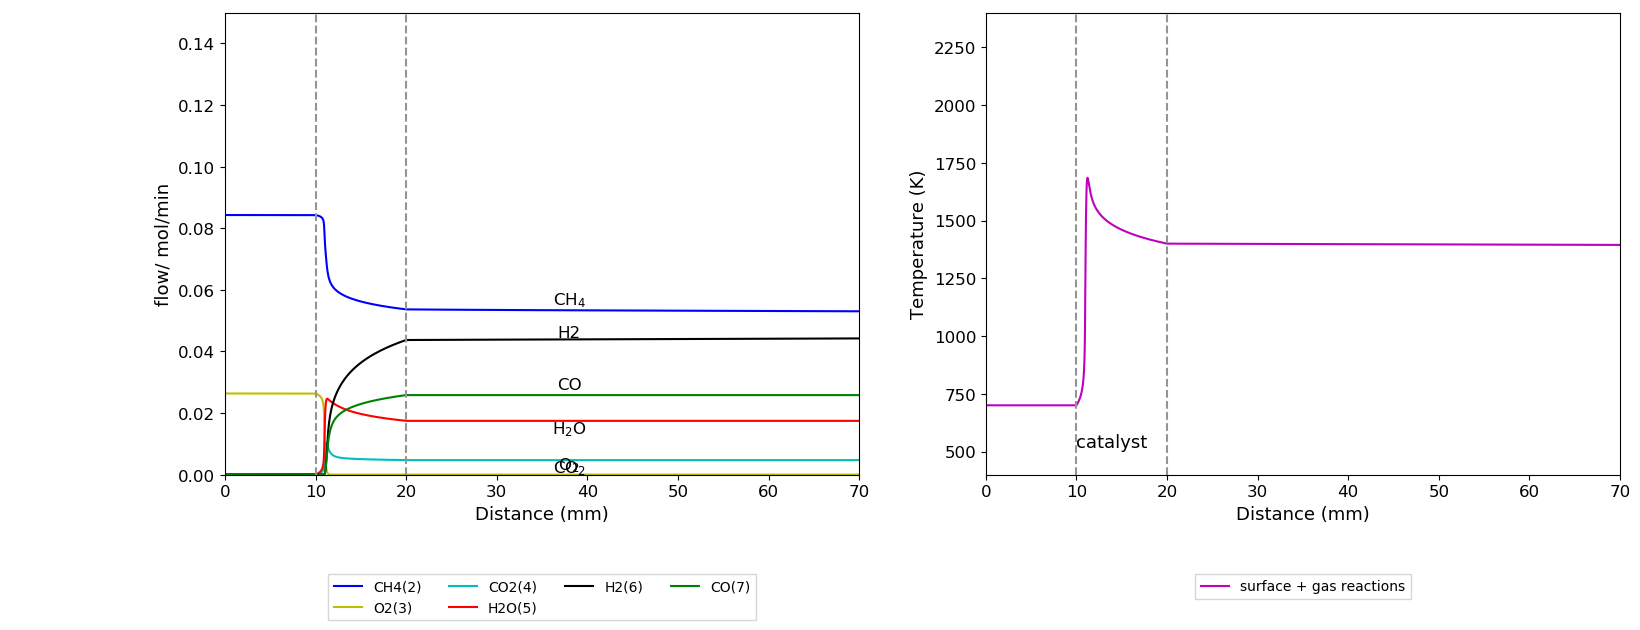 0.14
0.12
0.10
0.08
0.06
0.04
0.02
0.00
flow/ mol/min
CH4
H2
CO
H2O
O2
CO2
0 10 20 30 40 50 60 70
Distance (mm)
CH4(2) CO2(4) H2(6) CO(7)
O2(3) H2O(5)
2250
2000
1750
1500
1250
1000
750
500
Temperature (K)
catalyst
0 10 20 30 40 50 60 70
Distance (mm)
surface + gas reactions